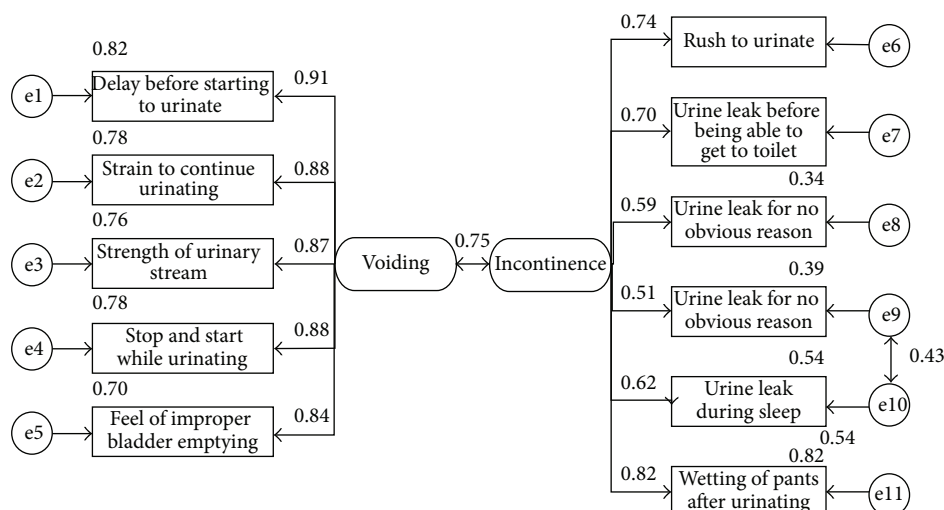 0.82
e1
Delay before starting
to urinate
0.91
0.78
e2
Strain to continue
urinating
0.88
0.76
e3
Strength of urinary
stream
0.87
0.78
e4
Stop and start
while urinating
0.88
0.70
e5
Feel of improper
bladder emptying
0.84
Voiding
0.75
Incontinence
0.74
Rush to urinate
e6
0.70
Urine leak before
being able to
get to toilet
e7
0.34
0.59
Urine leak for no
obvious reason
e8
0.39
0.51
Urine leak for no
obvious reason
e9
0.43
0.54
0.62
Urine leak
during sleep
e10
0.54
0.82
0.82
Wetting of pants
after urinating
e11